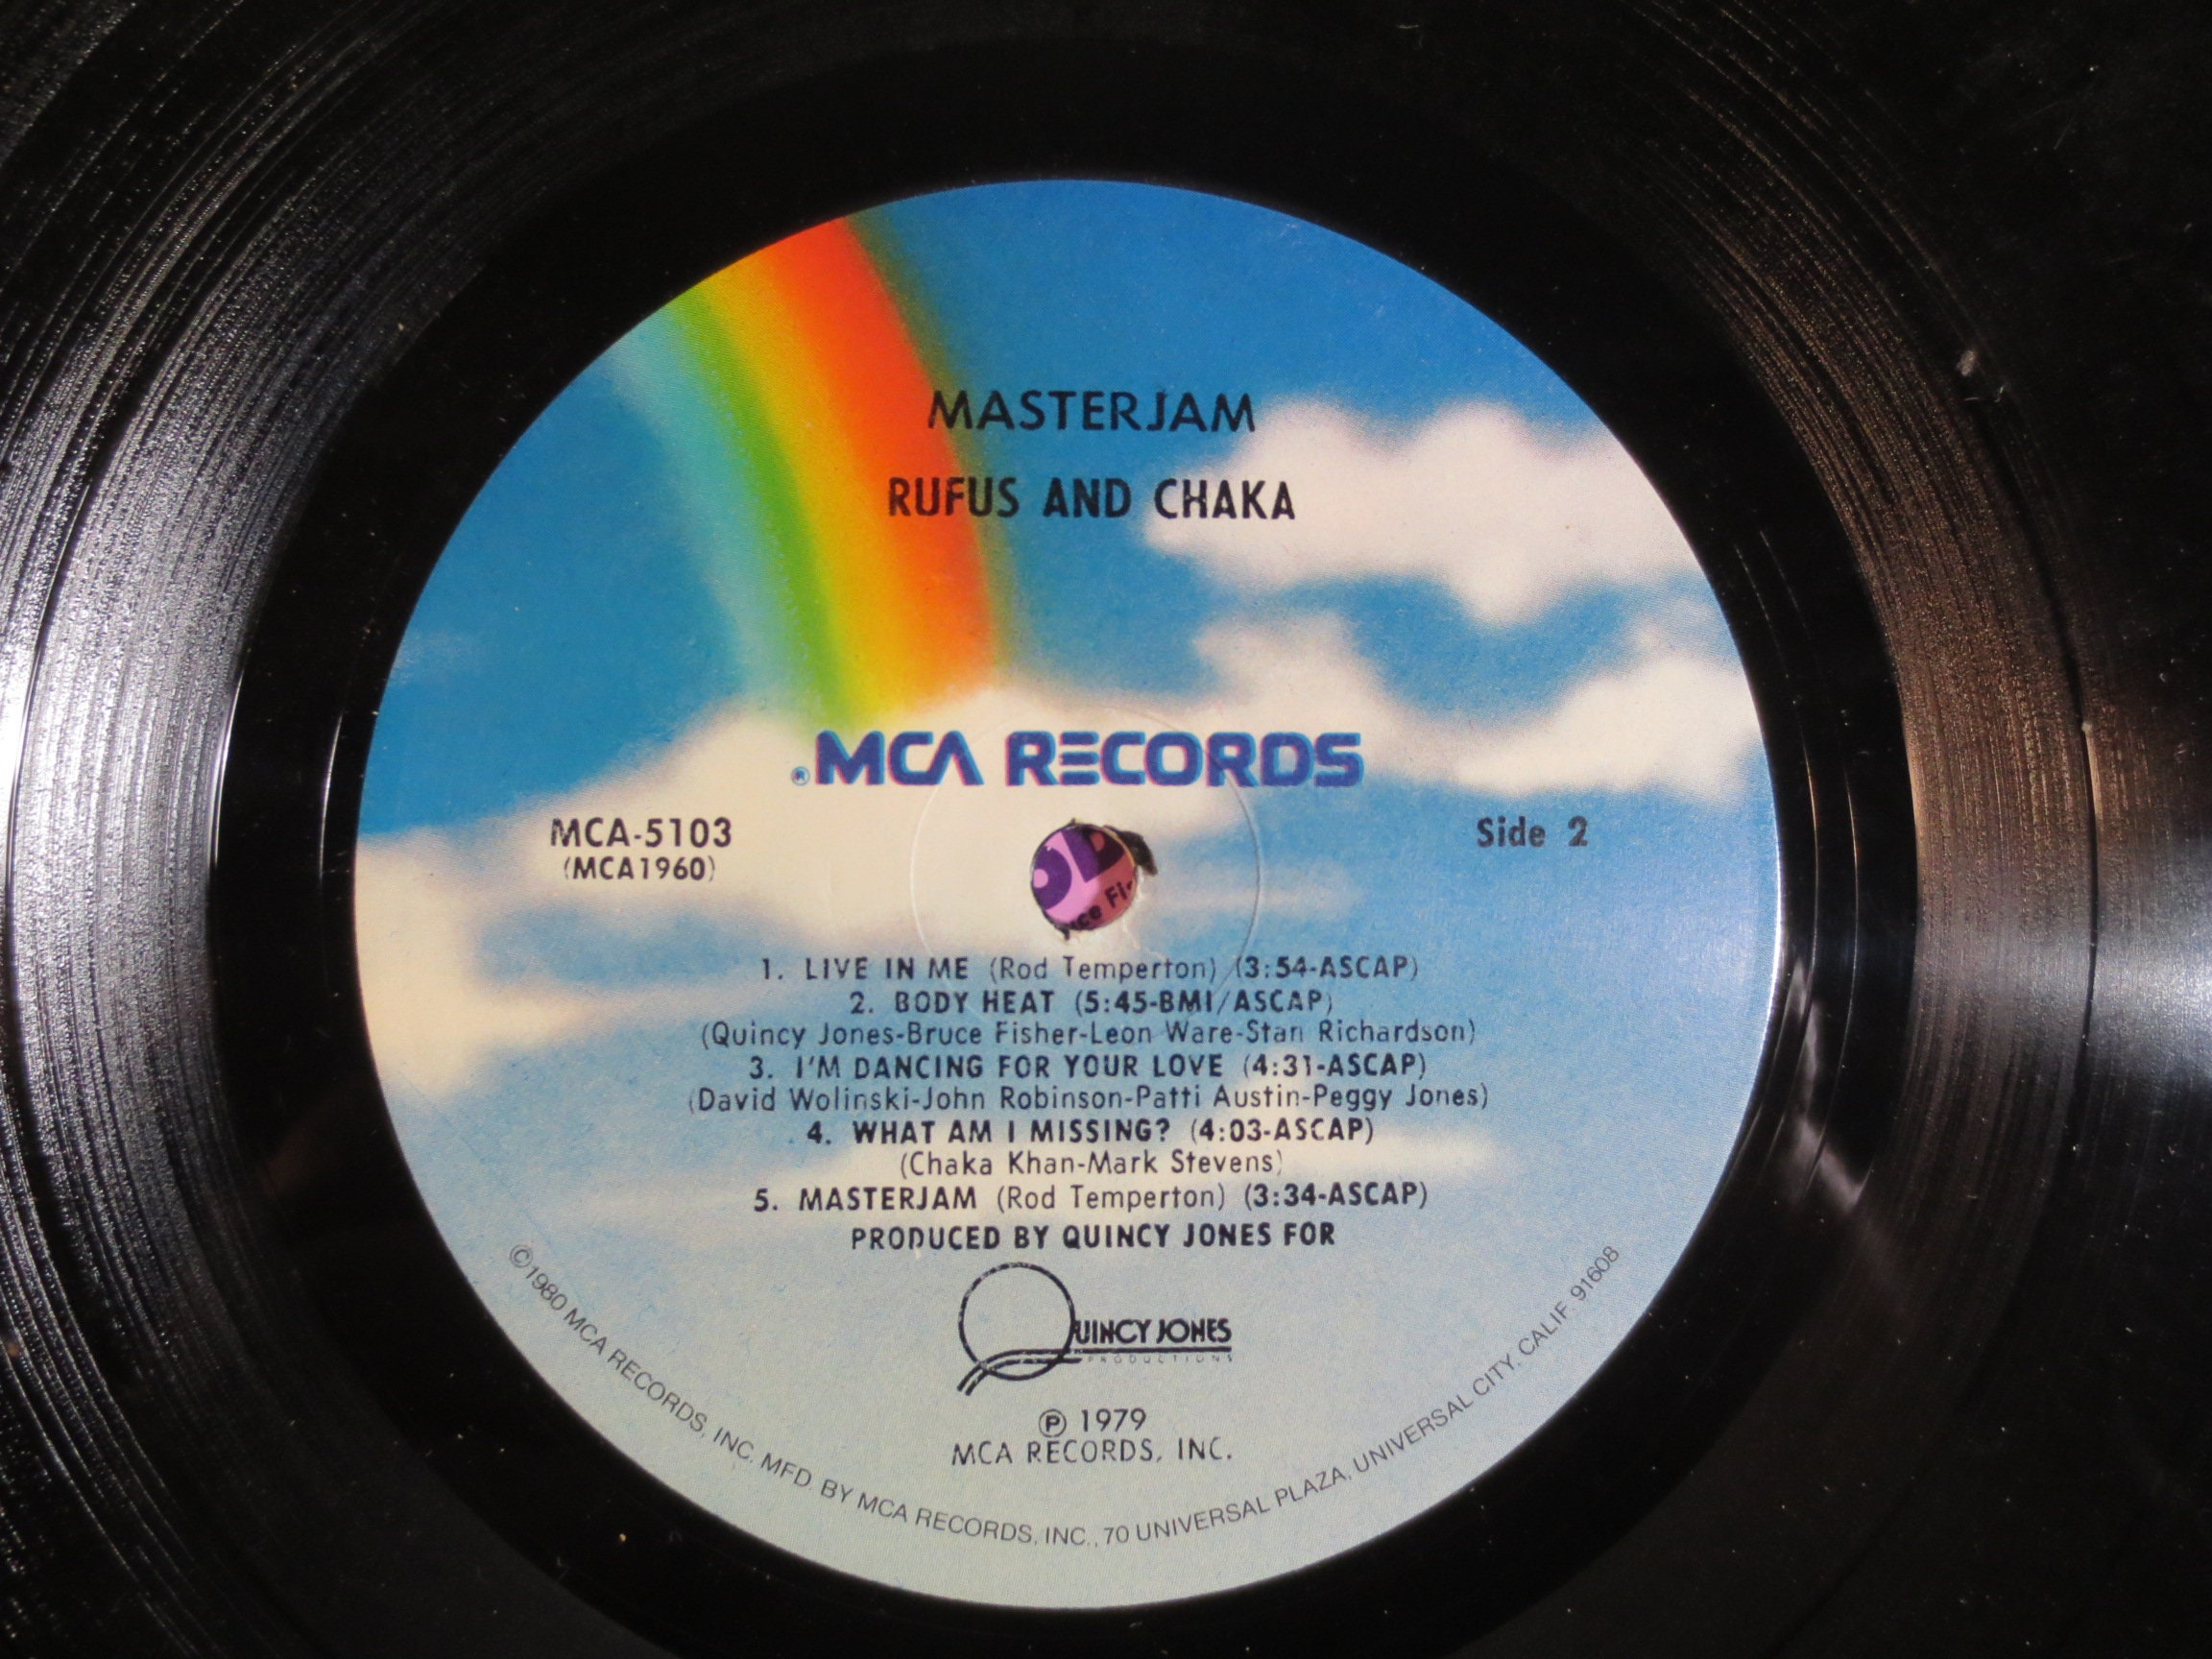 MASTERJAM
RUFUS AND CHAKA
® MCA RECORDS
MCA-5103
(MCA1960)
Side 2
1. LIVE IN ME (Rod Temperton) (3:54-ASCAP)
2. BODY HEAT (5:45-BMI/ASCAP)
(Quincy Jones-Bruce Fisher-Leon Ware-Stan Richardson)
3. I'M DANCING FOR YOUR LOVE (4:31-ASCAP)
(David Wolinski-John Robinson-Patti Austin-Peggy Jones)
4. WHAT AM I MISSING? (4:03-ASCAP)
(Chaka Khan-Mark Stevens)
5. MASTERJAM (Rod Temperton) (3:34-ASCAP)
PRODUCED BY QUINCY JONES FOR
QUINCY JONES
PRODUCTIONS
℗ 1979
MCA RECORDS, INC.
©1980 MCA RECORDS, INC. MFD. BY MCA RECORDS, INC., 70 UNIVERSAL PLAZA, UNIVERSAL CITY, CALIF. 91608